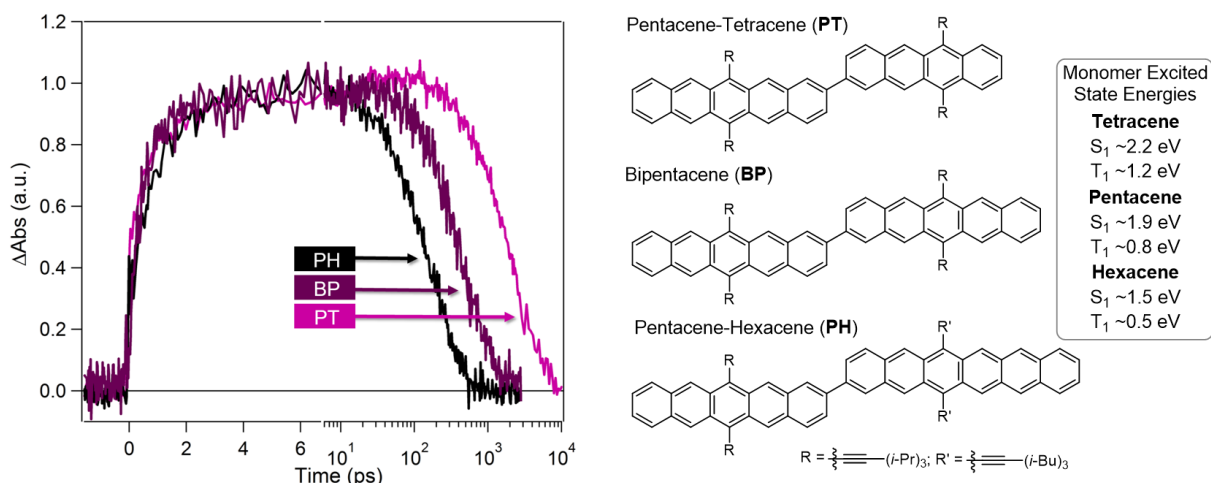 1.2
1.0
0.8
0.6
0.4
0.2
0.0
ΔAbs (a.u.)
PH
BP
PT
0 2 4 6 10¹ 10² 10³ 10⁴
Time (ps)
Pentacene-Tetracene (PT)
R
R
R
R
Bipentacene (BP)
R
R
R
R
Pentacene-Hexacene (PH)
R
R'
R
R'
R = (i-Pr)₃; R' = (i-Bu)₃
Monomer Excited
State Energies
Tetracene
S₁ ~2.2 eV
T₁ ~1.2 eV
Pentacene
S₁ ~1.9 eV
T₁ ~0.8 eV
Hexacene
S₁ ~1.5 eV
T₁ ~0.5 eV